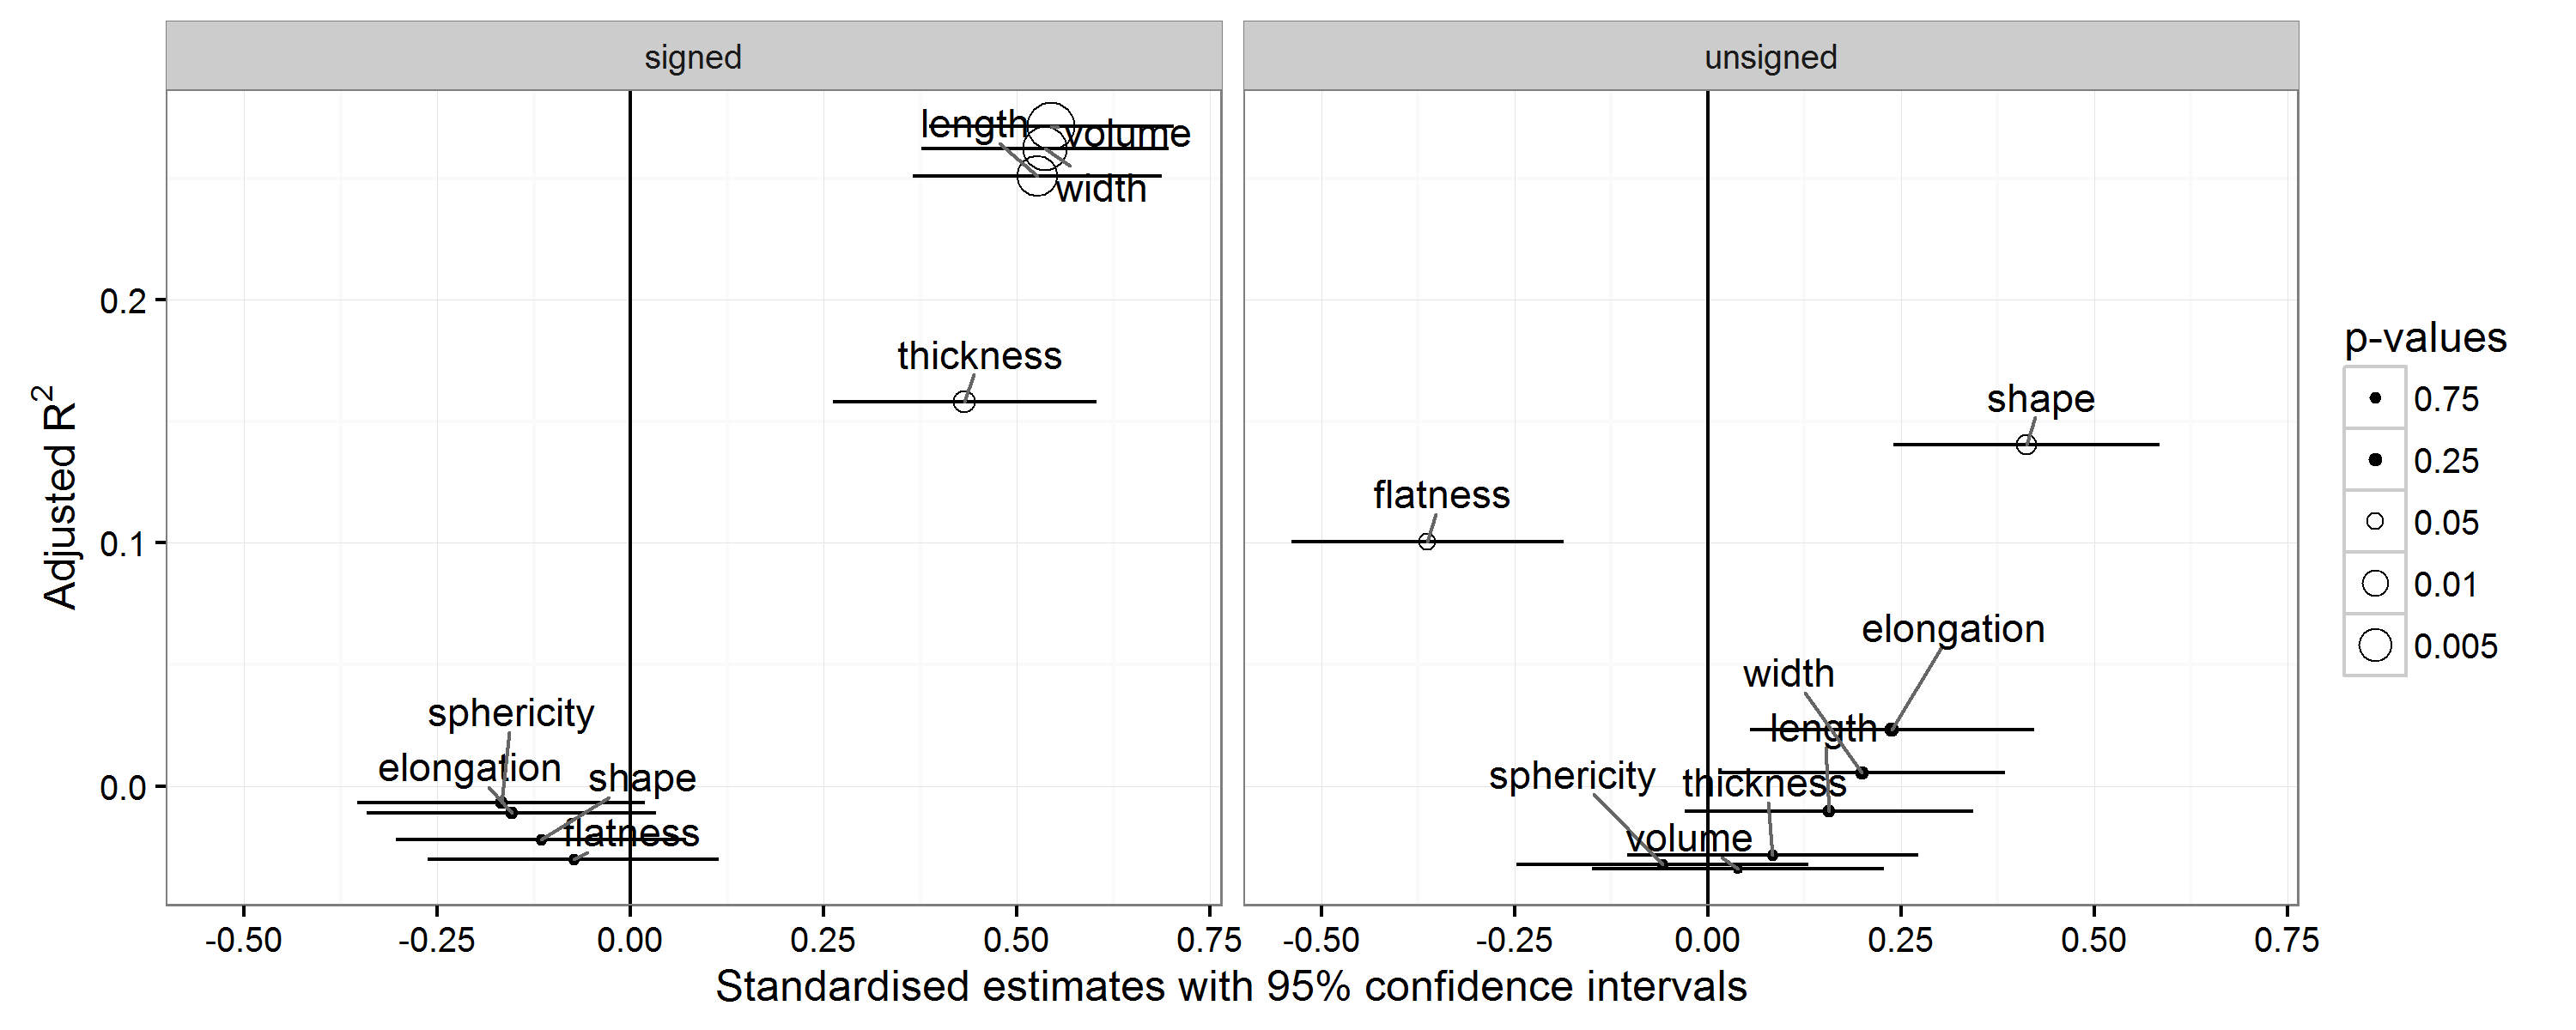 signed
unsigned
Adjusted R²
0.2
0.1
0.0
length
volume
width
thickness
sphericity
elongation
shape
flatness
shape
flatness
elongation
width
length
sphericity
thickness
volume
-0.50
-0.25
0.00
0.25
0.50
0.75
-0.50
-0.25
0.00
0.25
0.50
0.75
Standardised estimates with 95% confidence intervals
p-values
0.75
0.25
0.05
0.01
0.005